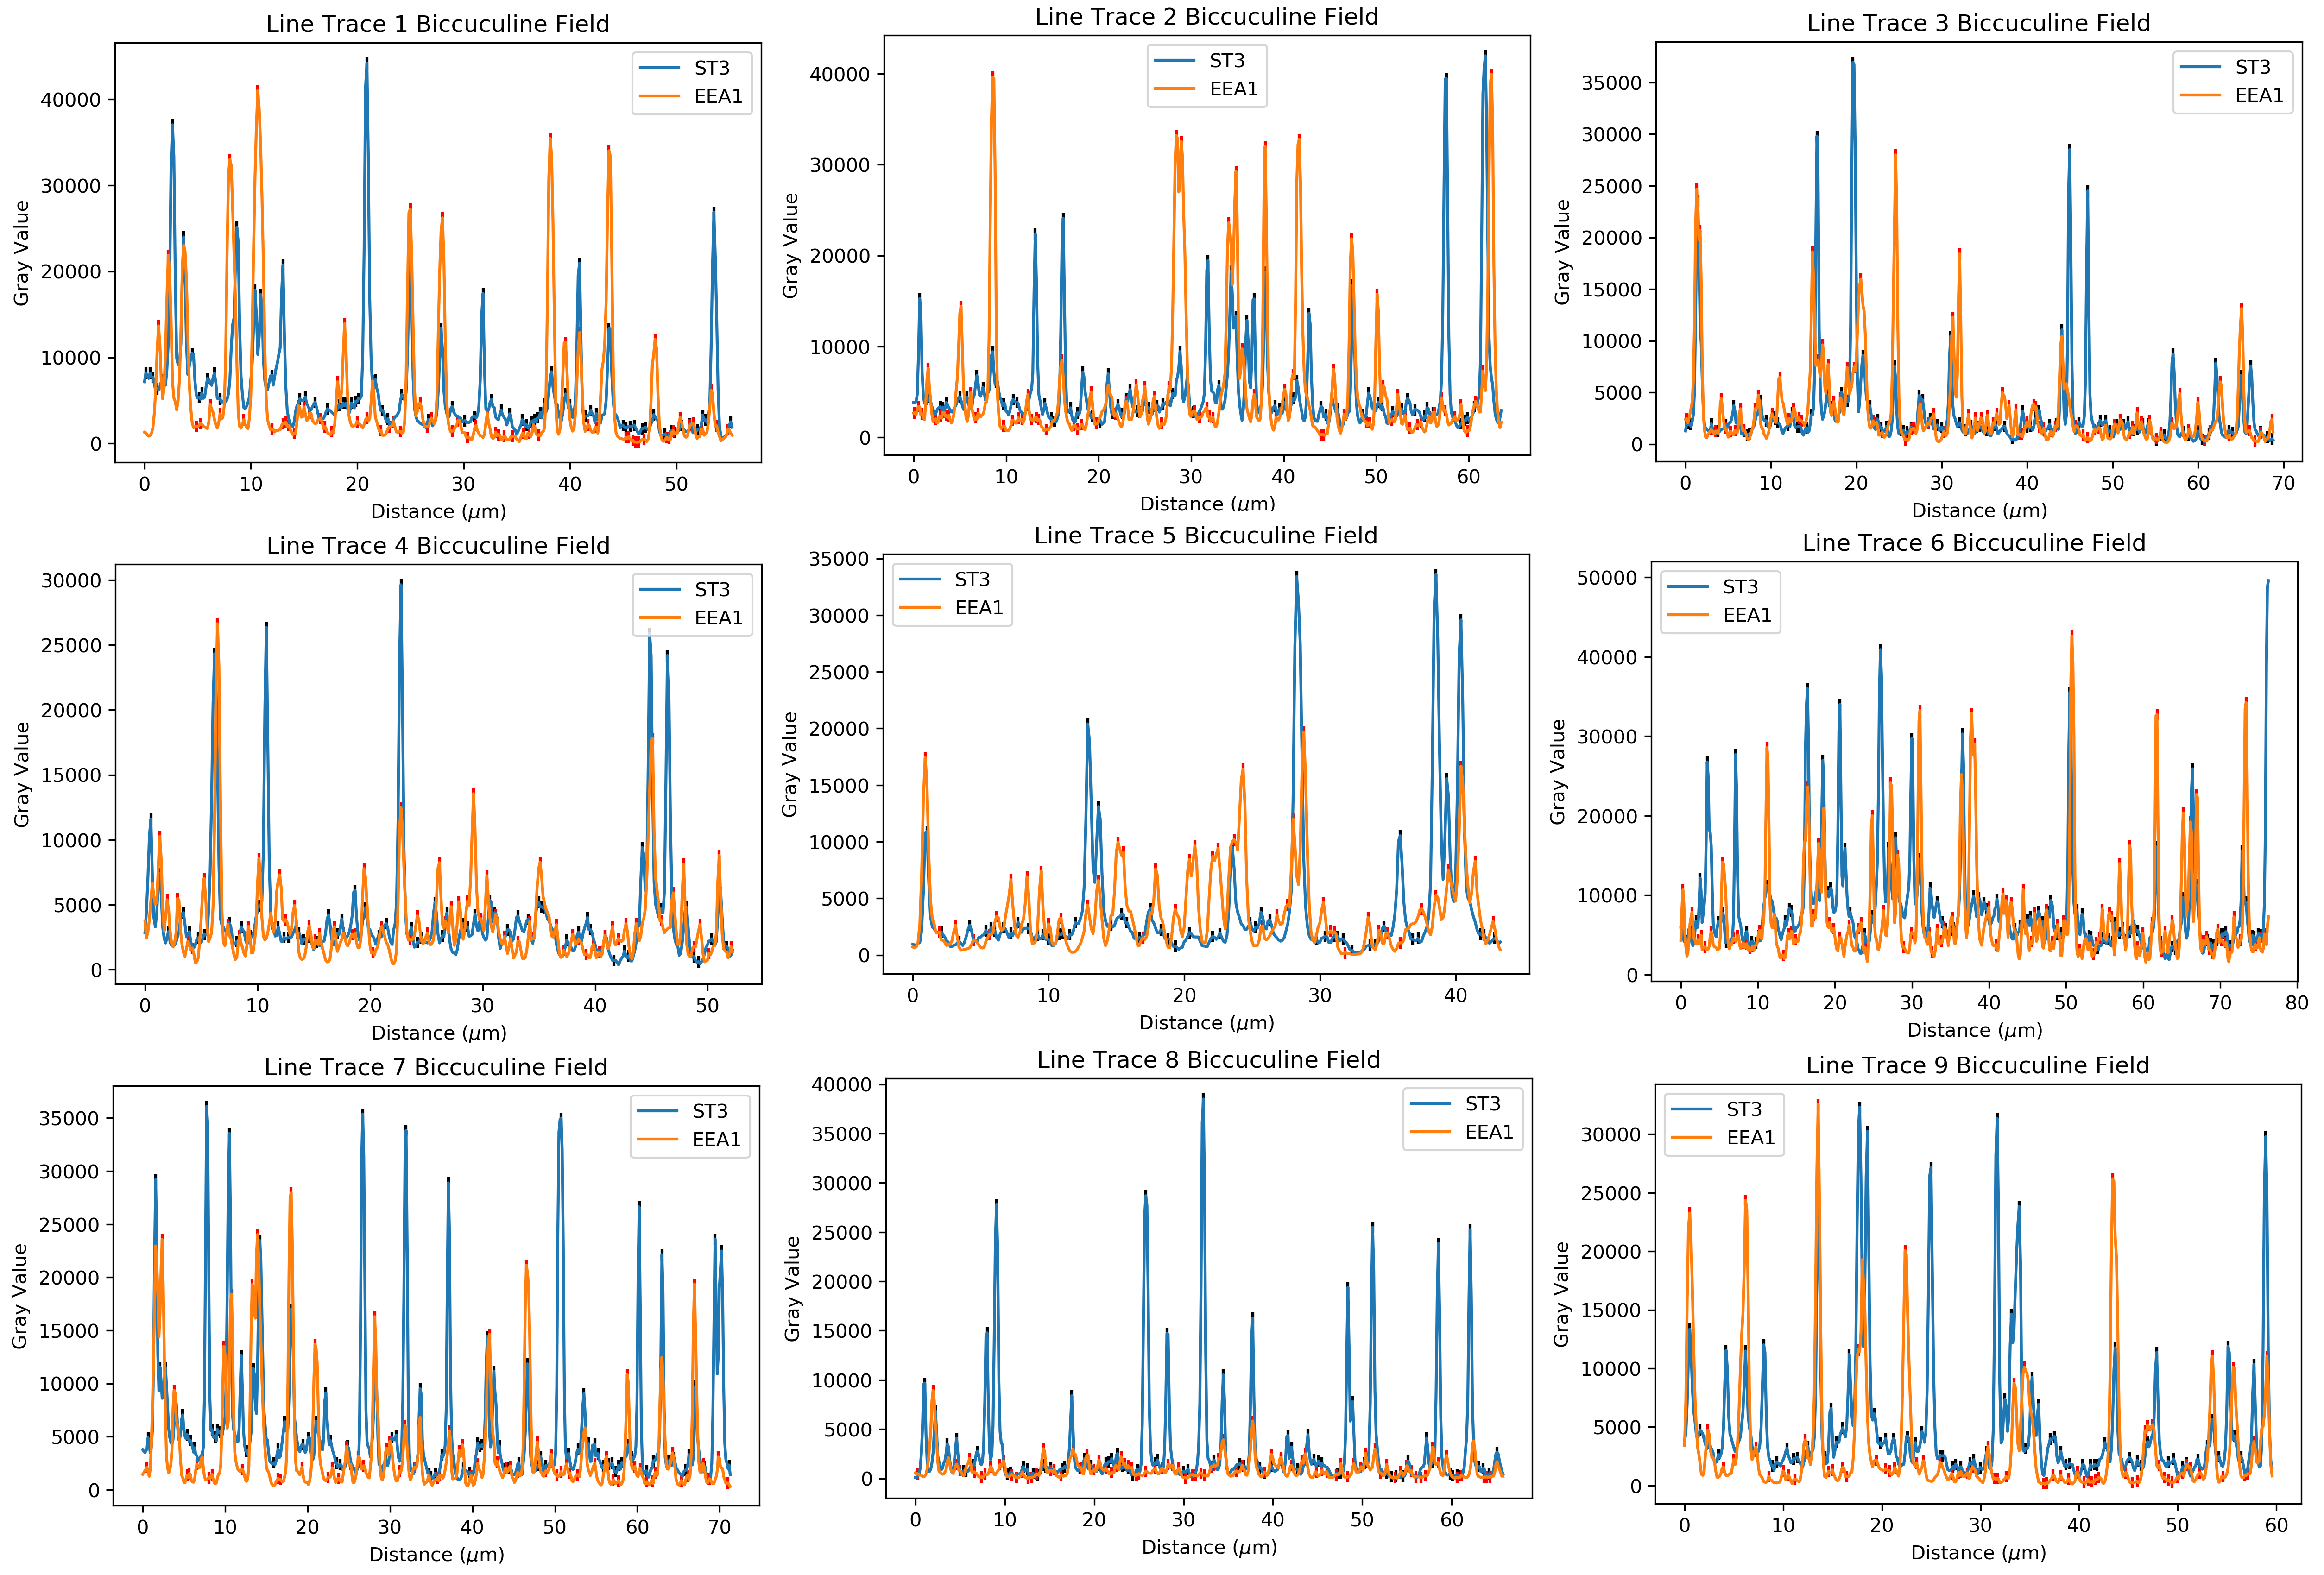 Line Trace 1 Biccuculine Field
ST3
EEA1
Gray Value
40000
30000
20000
10000
0
0 10 20 30 40 50
Distance (μm)
Line Trace 2 Biccuculine Field
ST3
EEA1
Gray Value
40000
30000
20000
10000
0
0 10 20 30 40 50 60
Distance (μm)
Line Trace 3 Biccuculine Field
ST3
EEA1
Gray Value
35000
30000
25000
20000
15000
10000
5000
0
0 10 20 30 40 50 60 70
Distance (μm)
Line Trace 4 Biccuculine Field
ST3
EEA1
Gray Value
30000
25000
20000
15000
10000
5000
0
0 10 20 30 40 50
Distance (μm)
Line Trace 5 Biccuculine Field
ST3
EEA1
Gray Value
35000
30000
25000
20000
15000
10000
5000
0
0 10 20 30 40
Distance (μm)
Line Trace 6 Biccuculine Field
ST3
EEA1
Gray Value
50000
40000
30000
20000
10000
0
0 10 20 30 40 50 60 70 80
Distance (μm)
Line Trace 7 Biccuculine Field
ST3
EEA1
Gray Value
35000
30000
25000
20000
15000
10000
5000
0
0 10 20 30 40 50 60 70
Distance (μm)
Line Trace 8 Biccuculine Field
ST3
EEA1
Gray Value
40000
35000
30000
25000
20000
15000
10000
5000
0
0 10 20 30 40 50 60
Distance (μm)
Line Trace 9 Biccuculine Field
ST3
EEA1
Gray Value
30000
25000
20000
15000
10000
5000
0
0 10 20 30 40 50 60
Distance (μm)